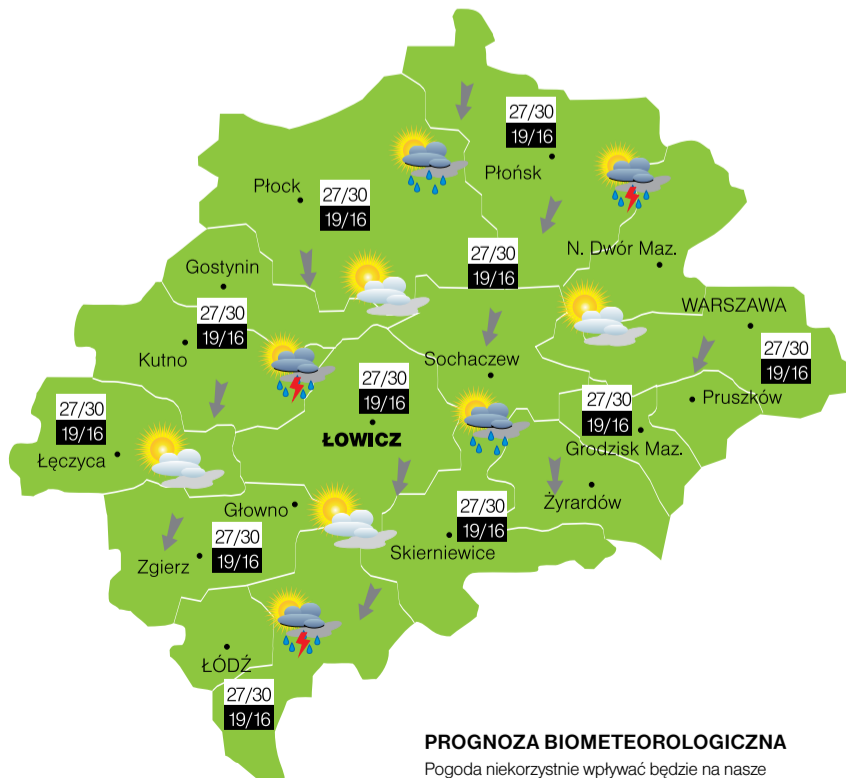 27/30
19/16
Płońsk
Płock
27/30
19/16
27/30
19/16
N. Dwór Maz.
Gostynin
27/30
19/16
Kutno
WARSZAWA
27/30
19/16
Sochaczew
27/30
19/16
ŁOWICZ
27/30
19/16
Pruszków
27/30
19/16
Grodzisk Maz.
Łęczyca
Żyrardów
Głowno
27/30
19/16
Skierniewice
27/30
19/16
Zgierz
ŁÓDŹ
27/30
19/16
PROGNOZA BIOMETEOROLOGICZNA
Pogoda niekorzystnie wpływać będzie na nasze